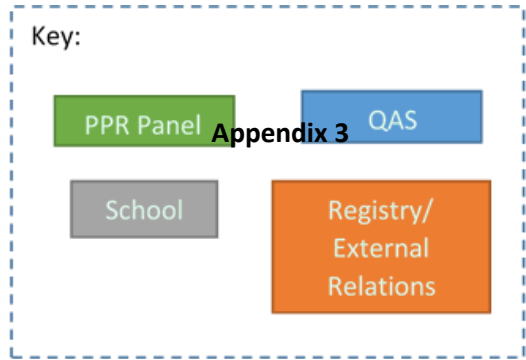 Key:
PPR Panel
Appendix 3
QAS
School
Registry/
External
Relations